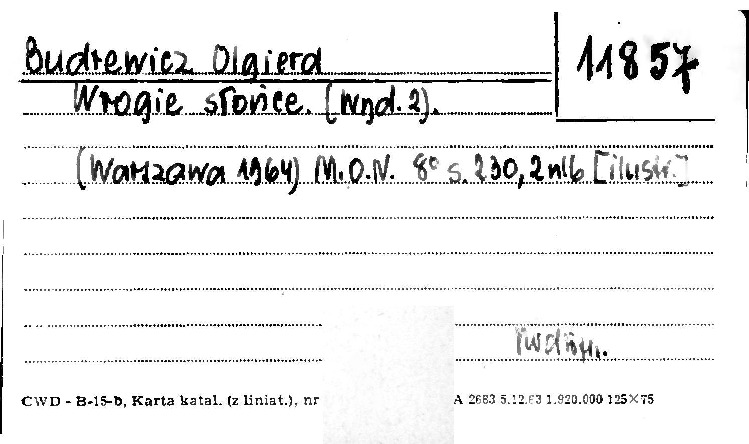 Budrewicz Olgierd
11857
Wrogie słońce. (Wyd. 2).
(Warszawa 1964) M.O.N. 8° s. 230, 2 nlb [ilustr.]
CWD - B-15-b, Karta katal. (z liniat.), nr
A 2683 5.12.63 1.920.000 125×75